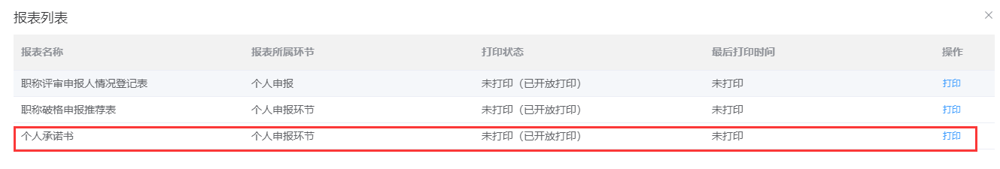 报表列表
报表名称 报表所属环节 打印状态 最后打印时间 操作
职称评审申报人情况登记表 个人申报 未打印（已开放打印） 未打印 打印
职称破格申报推荐表 个人申报环节 未打印（已开放打印） 未打印 打印
个人承诺书 个人申报环节 未打印（已开放打印） 未打印 打印